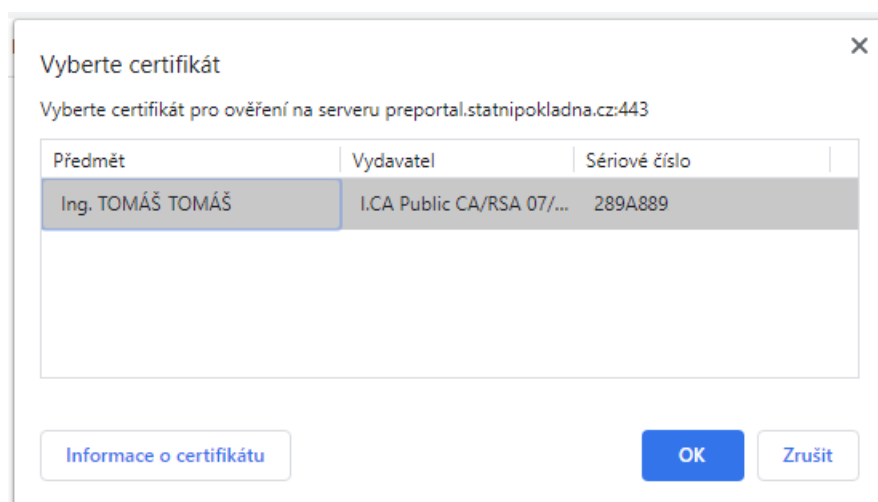 Vyberte certifikát
Vyberte certifikát pro ověření na serveru preportal.statnipokladna.cz:443
Předmět Vydavatel Sériové číslo
Ing. TOMÁŠ TOMÁŠ I.CA Public CA/RSA 07/... 289A889
Informace o certifikátu OK Zrušit